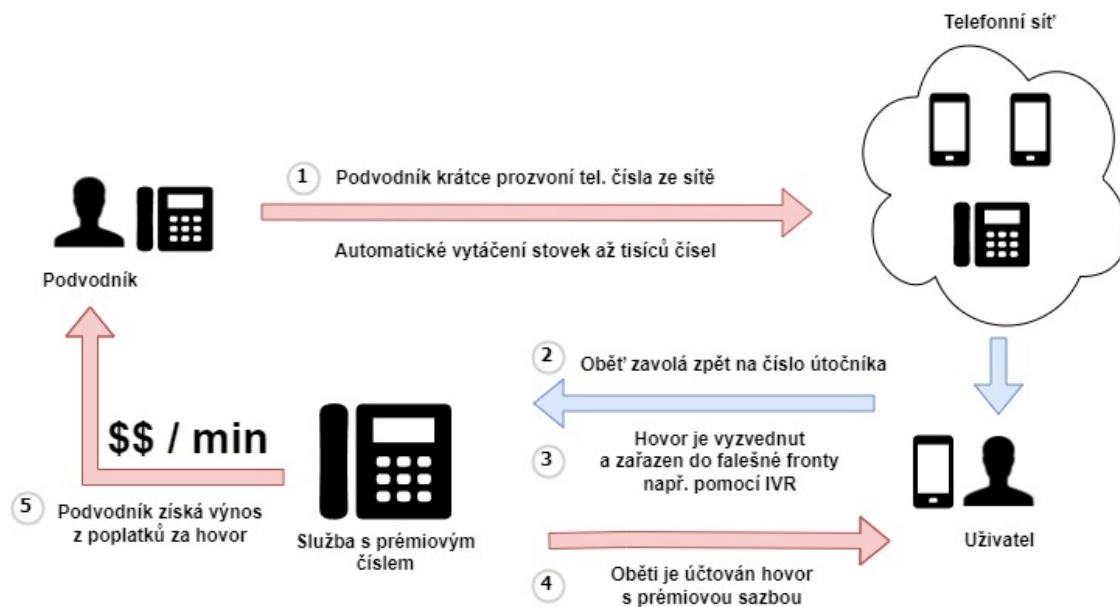 Telefonní síť
1
Podvodník krátce prozvoní tel. čísla ze sítě
Automatické vytáčení stovek až tisíců čísel
Podvodník
2
Oběť zavolá zpět na číslo útočníka
$$ / min
3
Hovor je vyzvednut
a zařazen do falešné fronty
např. pomocí IVR
5
Podvodník získá výnos
z poplatků za hovor
Služba s prémiovým
číslem
Uživatel
4
Oběti je účtován hovor
s prémiovou sazbou